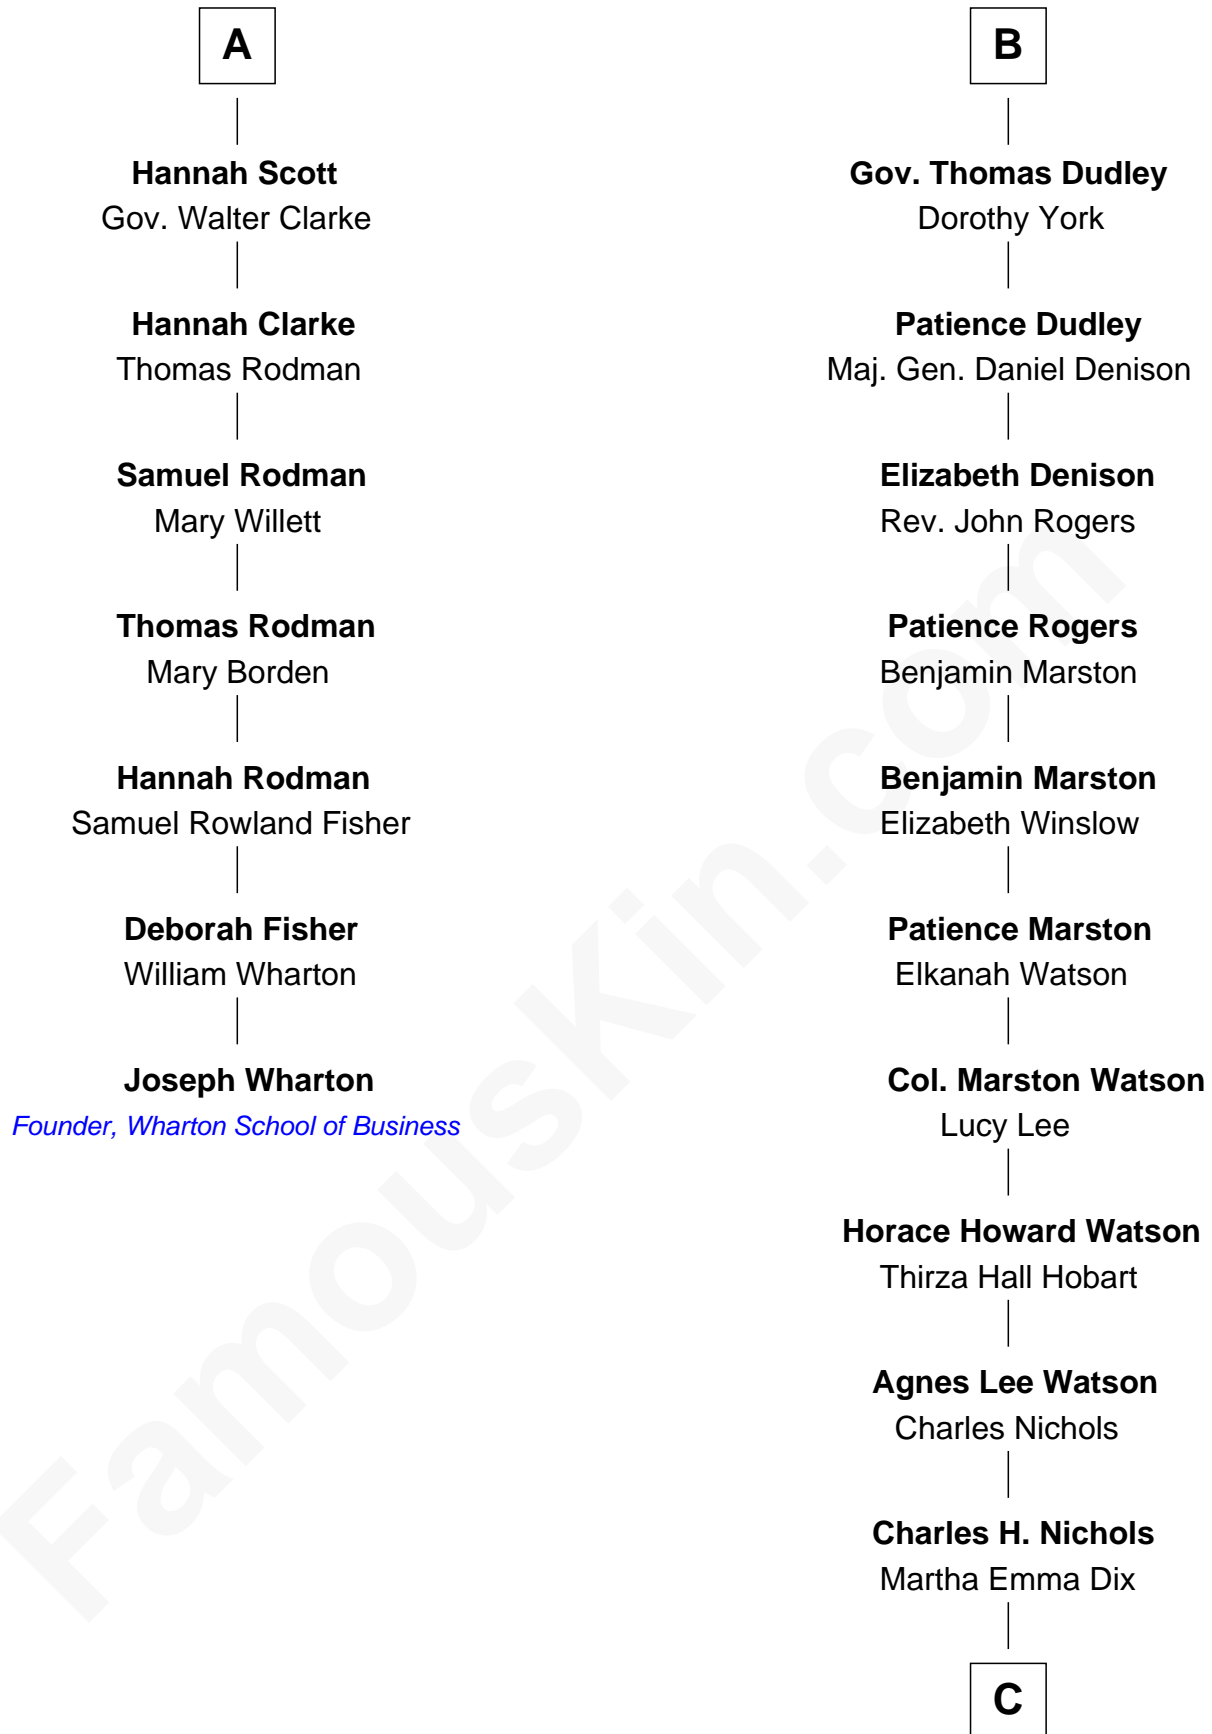 A
Hannah Scott
Gov. Walter Clarke
Hannah Clarke
Thomas Rodman
Samuel Rodman
Mary Willett
Thomas Rodman
Mary Borden
Hannah Rodman
Samuel Rowland Fisher
Deborah Fisher
William Wharton
Joseph Wharton
Founder, Wharton School of Business
B
Gov. Thomas Dudley
Dorothy York
Patience Dudley
Maj. Gen. Daniel Denison
Elizabeth Denison
Rev. John Rogers
Patience Rogers
Benjamin Marston
Benjamin Marston
Elizabeth Winslow
Patience Marston
Elkanah Watson
Col. Marston Watson
Lucy Lee
Horace Howard Watson
Thirza Hall Hobart
Agnes Lee Watson
Charles Nichols
Charles H. Nichols
Martha Emma Dix
C
FamousKin.com